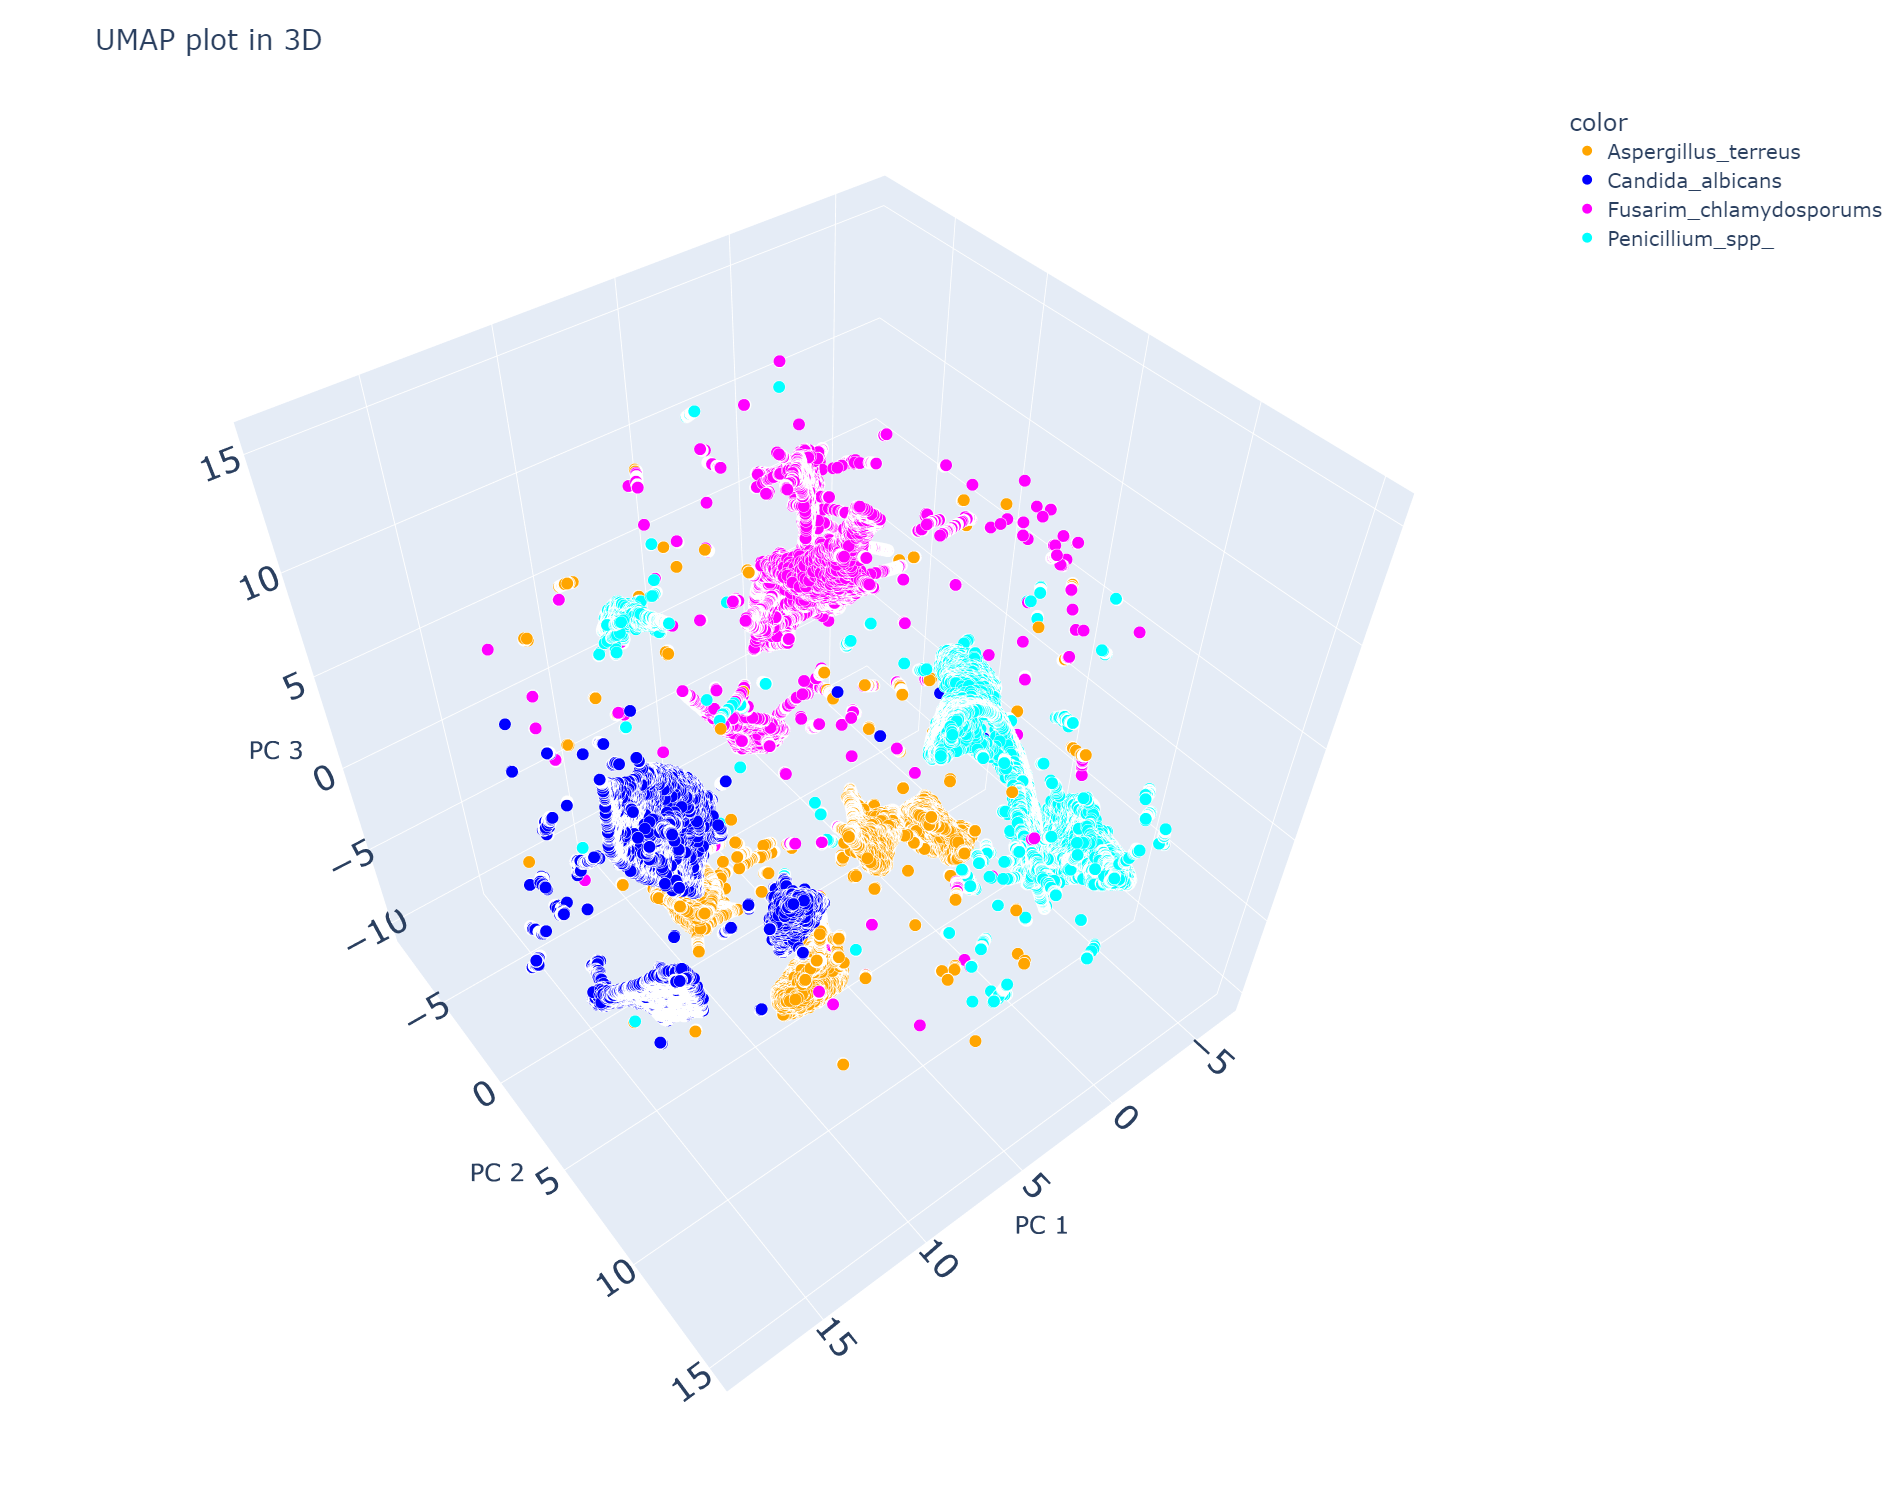 UMAP plot in 3D
color
Aspergillus_terreus
Candida_albicans
Fusarim_chlamydosporums
Penicillium_spp_
15
10
5
PC 3
0
−5
−10
−5
0
PC 2
5
10
15
−5
0
5
PC 1
10
15